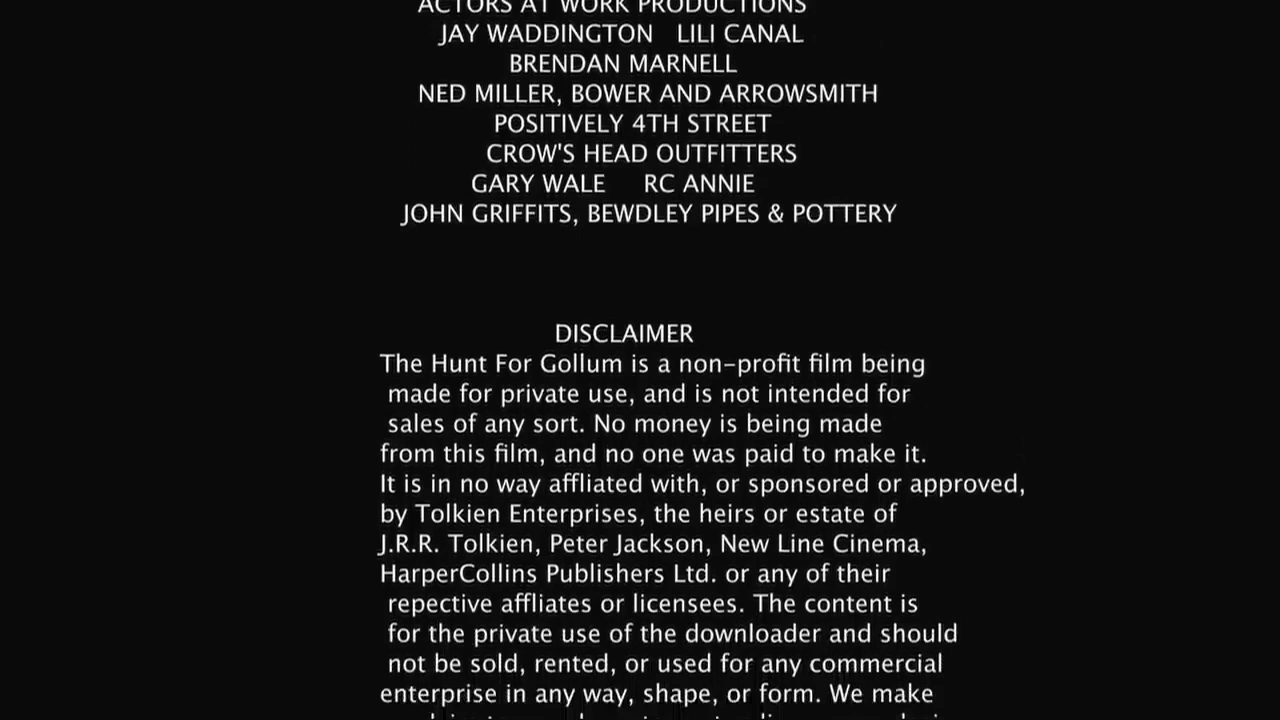 ACTORS AT WORK PRODUCTIONS
JAY WADDINGTON LILI CANAL
BRENDAN MARNELL
NED MILLER, BOWER AND ARROWSMITH
POSITIVELY 4TH STREET
CROW'S HEAD OUTFITTERS
GARY WALE RC ANNIE
JOHN GRIFFITS, BEWDLEY PIPES & POTTERY
DISCLAIMER
The Hunt For Gollum is a non-profit film being
made for private use, and is not intended for
sales of any sort. No money is being made
from this film, and no one was paid to make it.
It is in no way affliated with, or sponsored or approved,
by Tolkien Enterprises, the heirs or estate of
J.R.R. Tolkien, Peter Jackson, New Line Cinema,
HarperCollins Publishers Ltd. or any of their
repective affliates or licensees. The content is
for the private use of the downloader and should
not be sold, rented, or used for any commercial
enterprise in any way, shape, or form. We make